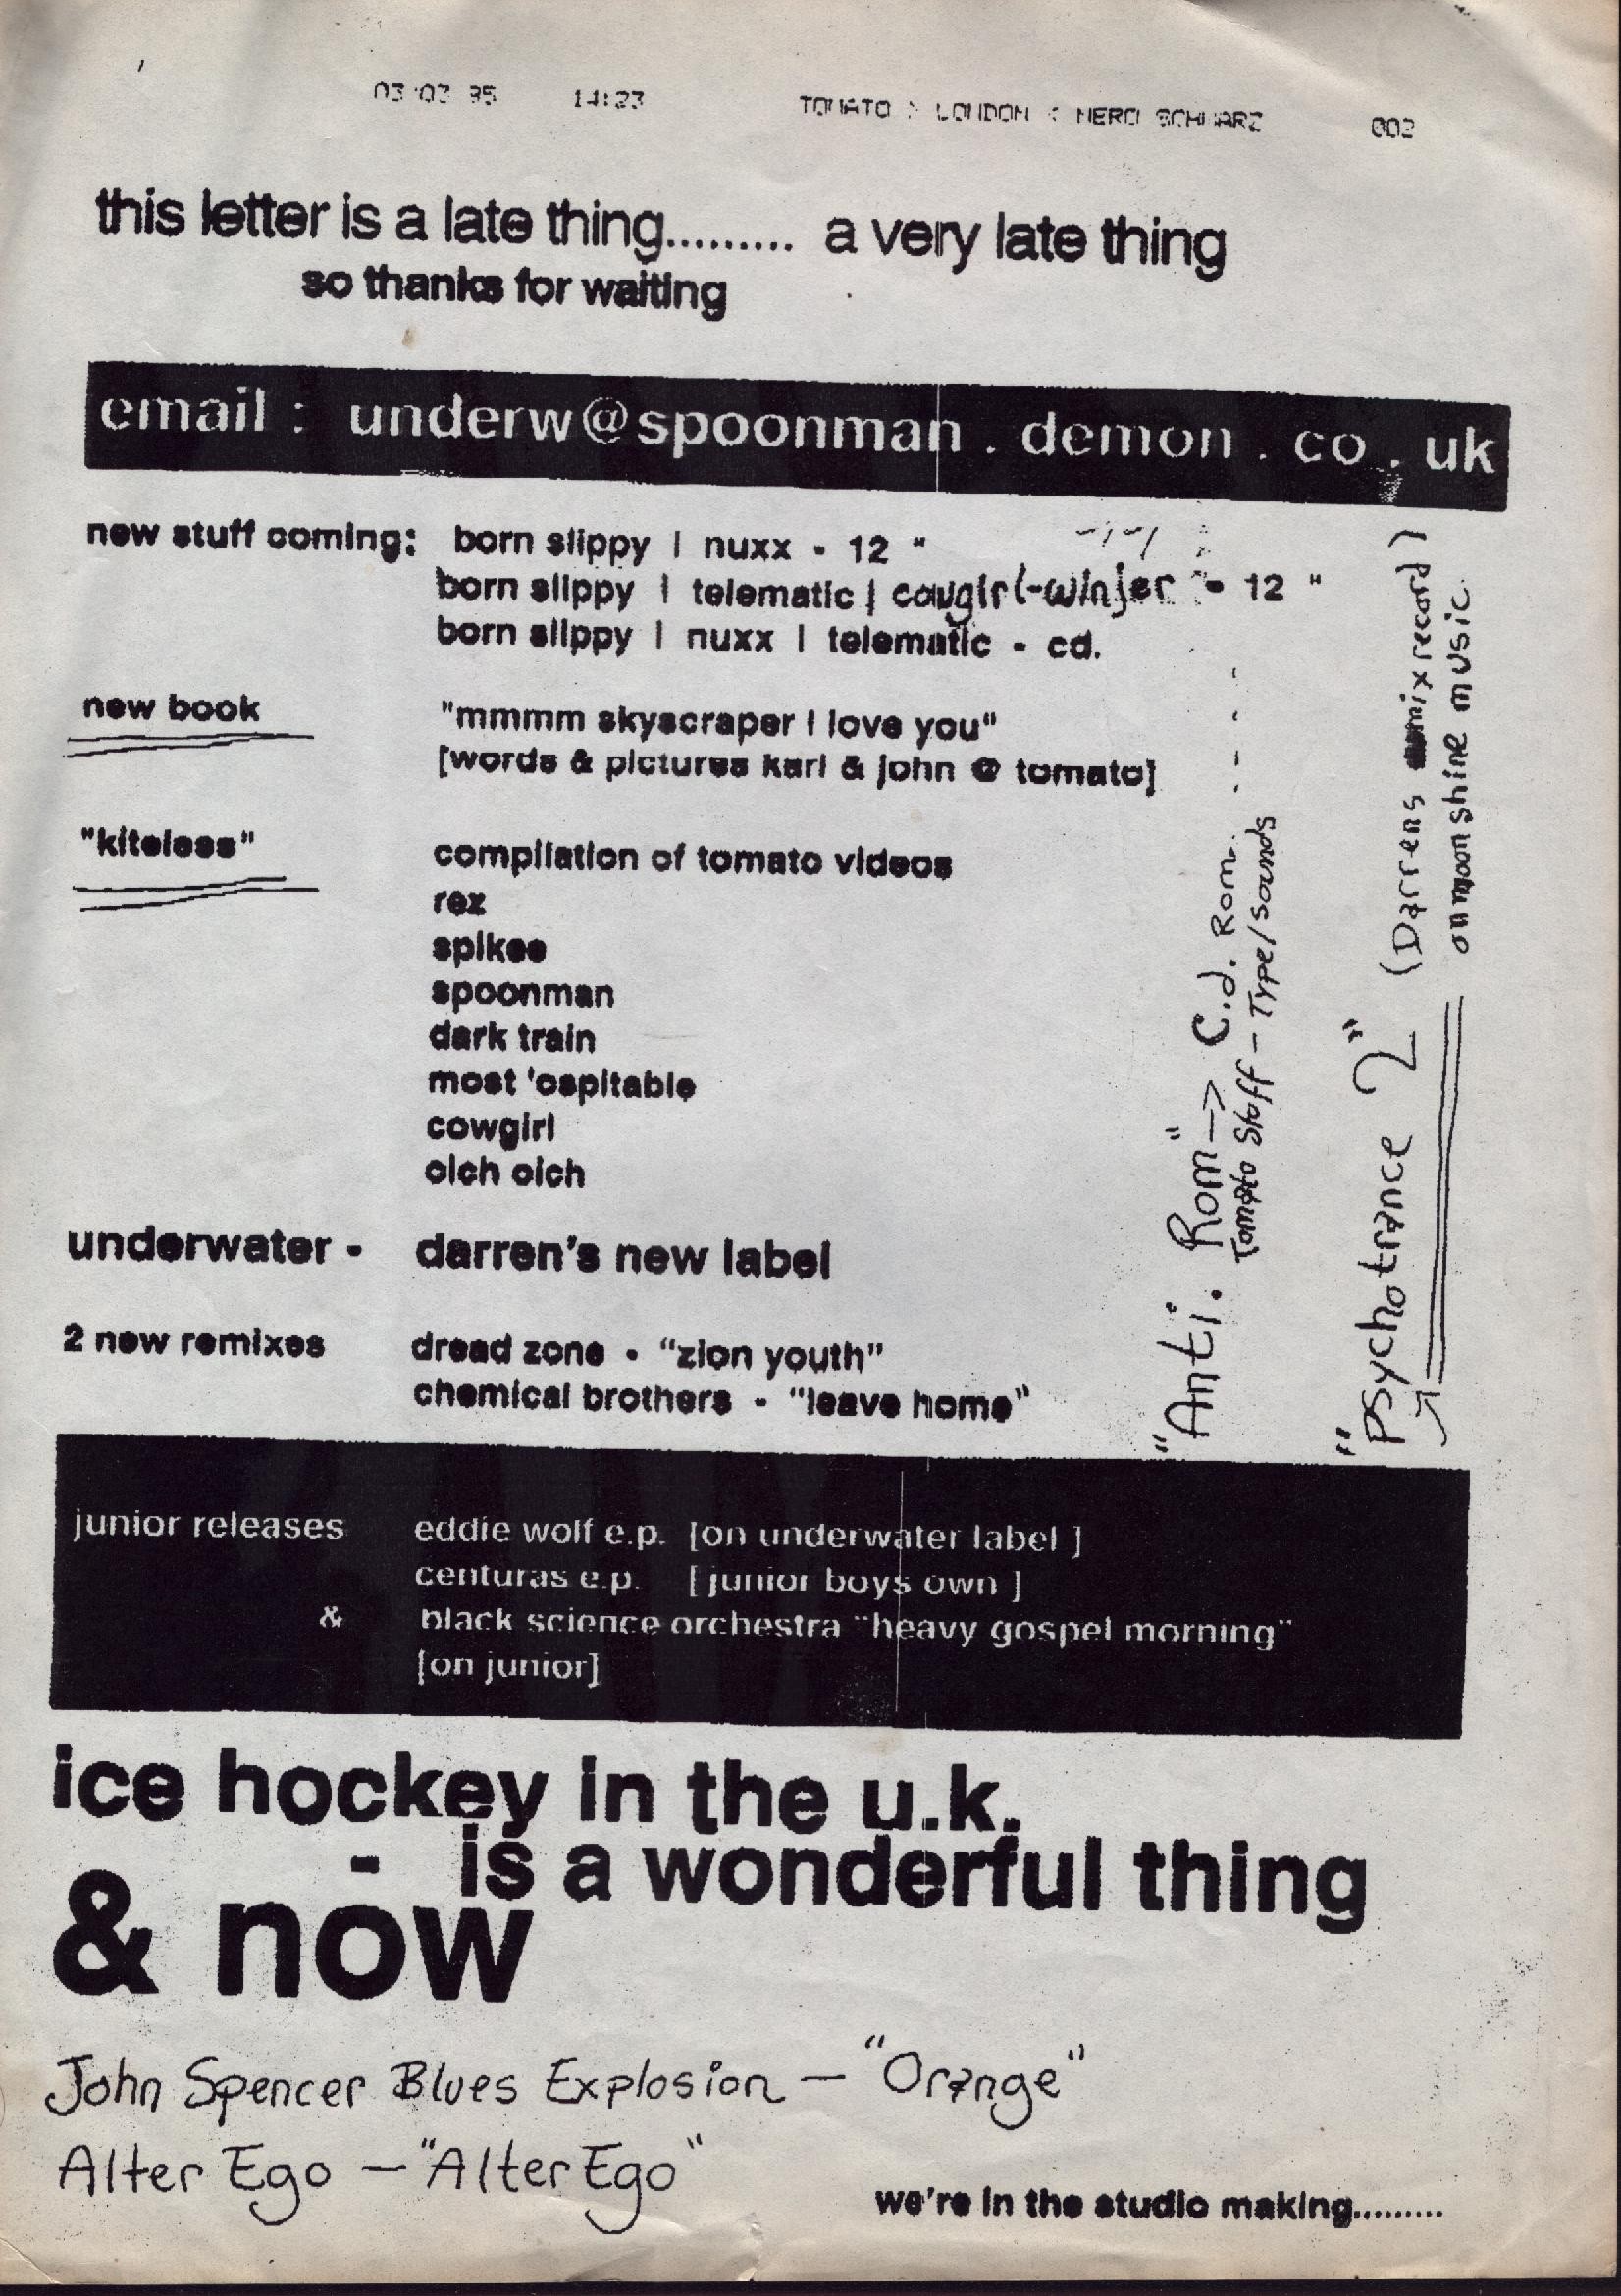 03/03 95 14:23 TOMATO > LONDON < NERO SCHWARZ 002
this letter is a late thing......... a very late thing
so thanks for waiting
email : underw@spoonman . demon . co . uk
new stuff coming: born slippy | nuxx - 12 "
born slippy | telematic | cowgirl-winjer - 12 "
born slippy | nuxx | telematic - cd.
new book "mmmm skyscraper I love you"
[words & pictures karl & john @ tomato]
"kiteless" compilation of tomato videos
rez
spikee
spoonman
dark train
most 'ospitable
cowgirl
oich oich
underwater - darren's new label
2 new remixes dread zone - "zion youth"
chemical brothers - "leave home"
"Anti. Rom" -> C.d. Rom.
Tomato Stuff - Type/Sounds
"Psychotrance 2" (Darrens mix record)
on moonshine music.
junior releases eddie wolf e.p. [on underwater label ]
centuras e.p. [ junior boys own ]
& black science orchestra "heavy gospel morning"
[on junior]
ice hockey in the u.k.
- is a wonderful thing
& now
John Spencer Blues Explosion - "Orange"
Alter Ego - "Alter Ego"
we're in the studio making.........